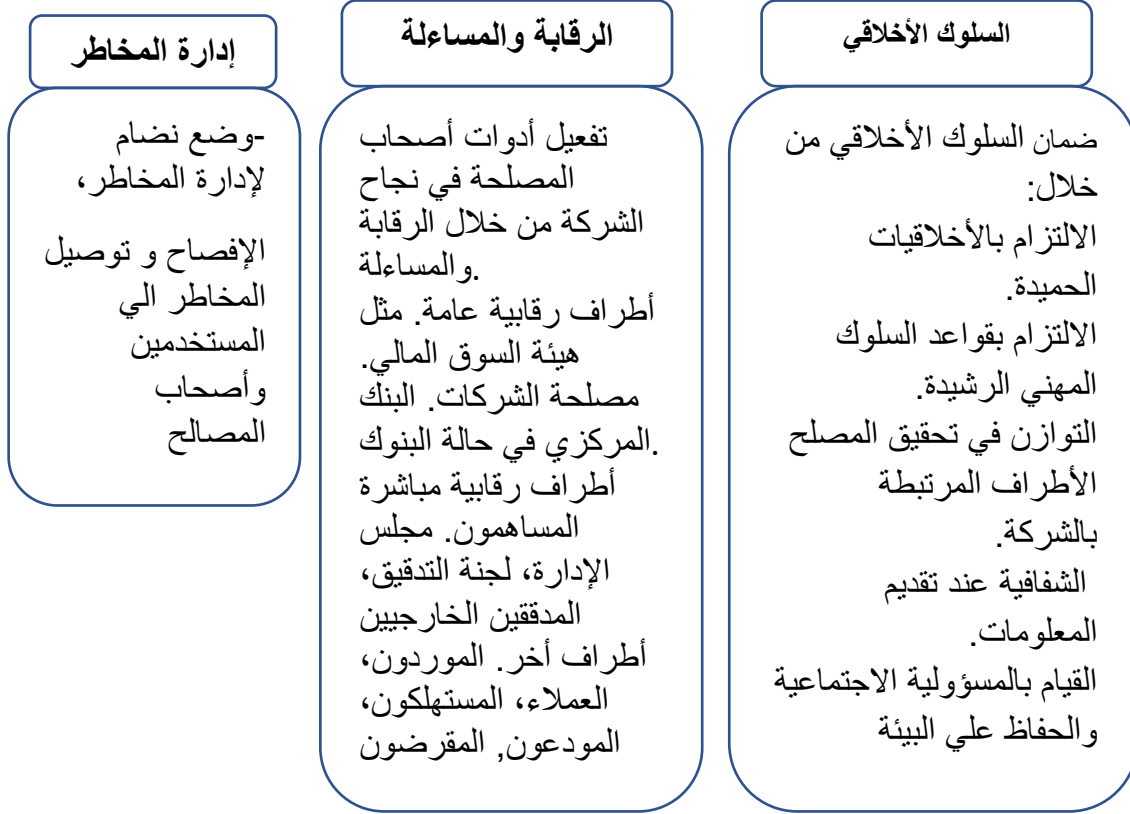 السلوك الأخلاقي
ضمان السلوك الأخلاقي من
خلال:
الالتزام بالأخلاقيات
الحميدة.
الالتزام بقواعد السلوك
المهني الرشيدة.
التوازن في تحقيق المصلح
الأطراف المرتبطة
بالشركة.
الشفافية عند تقديم
المعلومات.
القيام بالمسؤولية الاجتماعية
والحفاظ علي البيئة
الرقابة والمساءلة
تفعيل أدوات أصحاب
المصلحة في نجاح
الشركة من خلال الرقابة
.والمساءلة
أطراف رقابية عامة. مثل
هيئة السوق المالي.
مصلحة الشركات. البنك
.المركزي في حالة البنوك
أطراف رقابية مباشرة
المساهمون. مجلس
الإدارة، لجنة التدقيق،
المدققين الخارجيين
أطراف أخر. الموردون،
العملاء، المستهلكون،
المودعون, المقرضون
إدارة المخاطر
-وضع نضام
لإدارة المخاطر،
الإفصاح و توصيل
المخاطر الي
المستخدمين
وأصحاب
المصالح